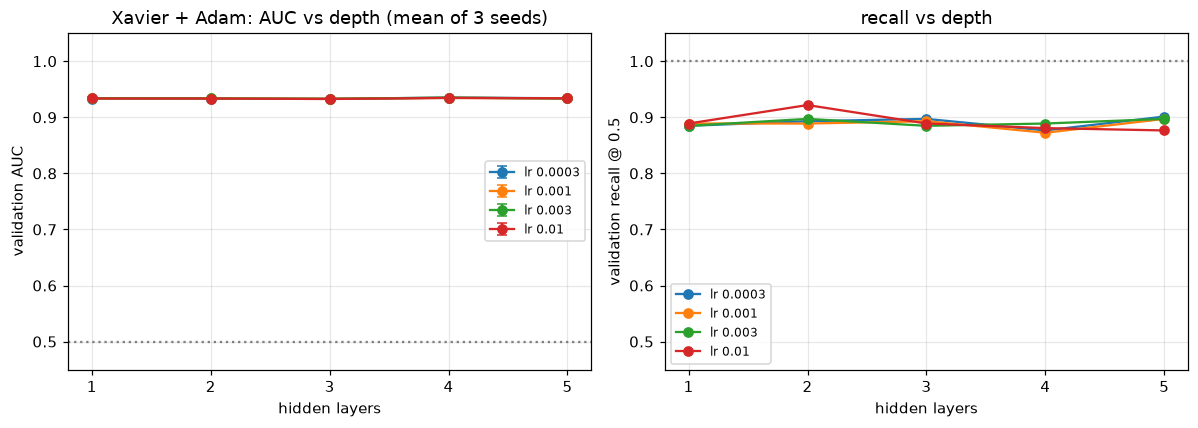 Xavier + Adam: AUC vs depth (mean of 3 seeds)
validation AUC
1.0
0.9
0.8
0.7
0.6
0.5
lr 0.0003
lr 0.001
lr 0.003
lr 0.01
1 2 3 4 5
hidden layers
recall vs depth
validation recall @ 0.5
1.0
0.9
0.8
0.7
0.6
0.5
lr 0.0003
lr 0.001
lr 0.003
lr 0.01
1 2 3 4 5
hidden layers